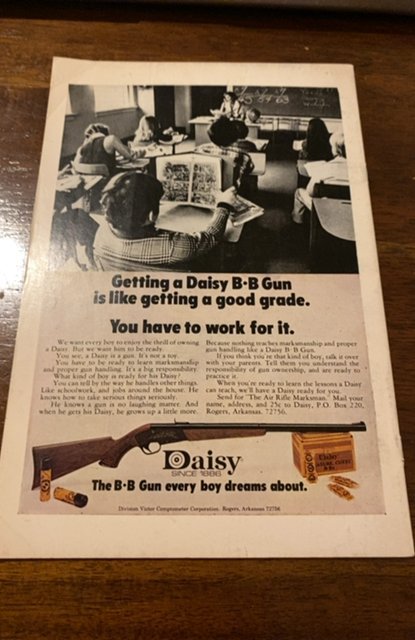 Getting a Daisy B·B Gun
is like getting a good grade.
You have to work for it.
We want every boy to enjoy the thrill of owning
a Daisy. But we want him to be ready.
You see, a Daisy is a gun. It's not a toy.
You have to be ready to learn marksmanship
and proper gun handling. It's a big responsibility.
What kind of boy is ready for his Daisy?
You can tell by the way he handles other things.
Like schoolwork, and jobs around the house. He
knows how to take serious things seriously.
He knows a gun is no laughing matter. And
when he gets his Daisy, he grows up a little more.
Because nothing teaches marksmanship and proper
gun handling like a Daisy B·B Gun.
If you think you're that kind of boy, talk it over
with your parents. Tell them you understand the
responsibility of gun ownership, and are ready to
practice it.
When you're ready to learn the lessons a Daisy
can teach, we'll have a Daisy ready for you.
Send for "The Air Rifle Marksman." Mail your
name, address, and 25¢ to Daisy, P.O. Box 220,
Rogers, Arkansas 72756.
Daisy
SINCE 1886
The B·B Gun every boy dreams about.
Division Victor Comptometer Corporation. Rogers, Arkansas 72756